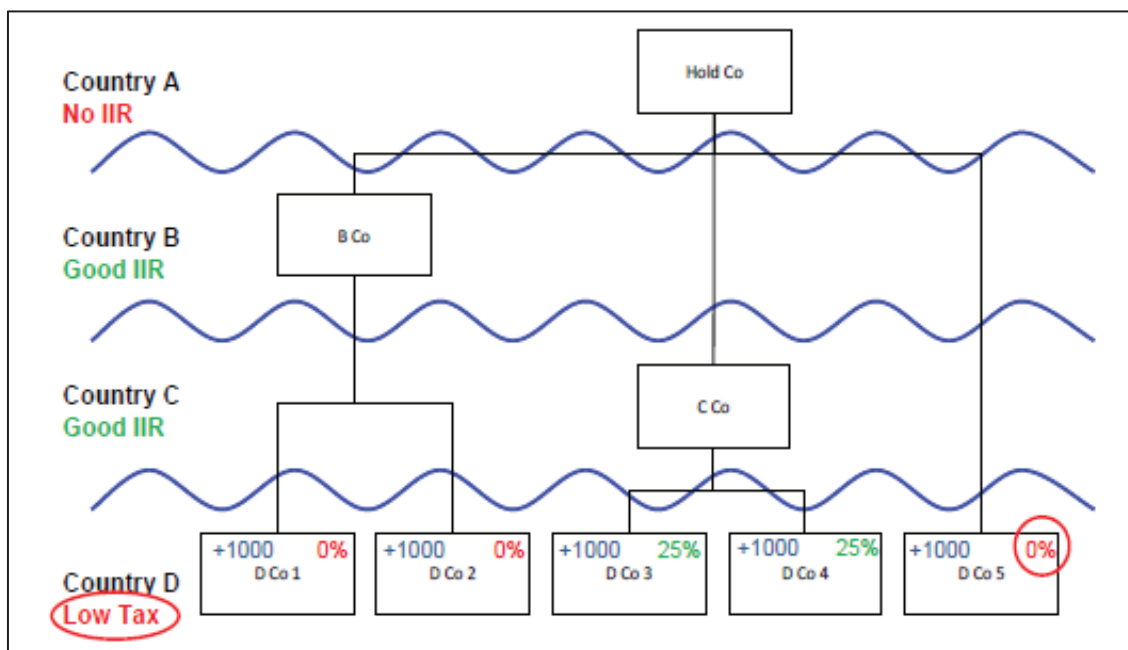 Hold Co
Country A
No IIR
B Co
Country B
Good IIR
Country C
Good IIR
C Co
+1000 0%
D Co 1
+1000 0%
D Co 2
+1000 25%
D Co 3
+1000 25%
D Co 4
+1000 0%
D Co 5
Country D
Low Tax